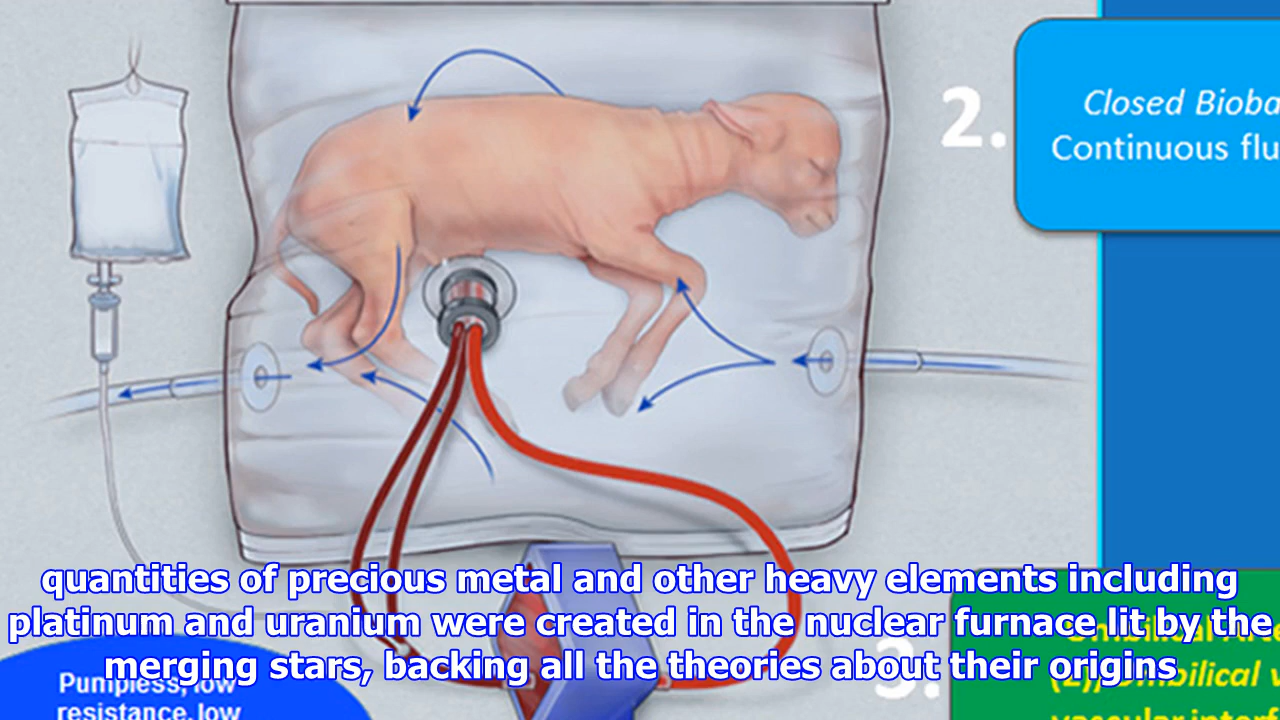 2.
Closed Bioba
Continuous flu
quantities of precious metal and other heavy elements including
platinum and uranium were created in the nuclear furnace lit by the
merging stars, backing all the theories about their origins
3.
Pumpless, low
resistance, low